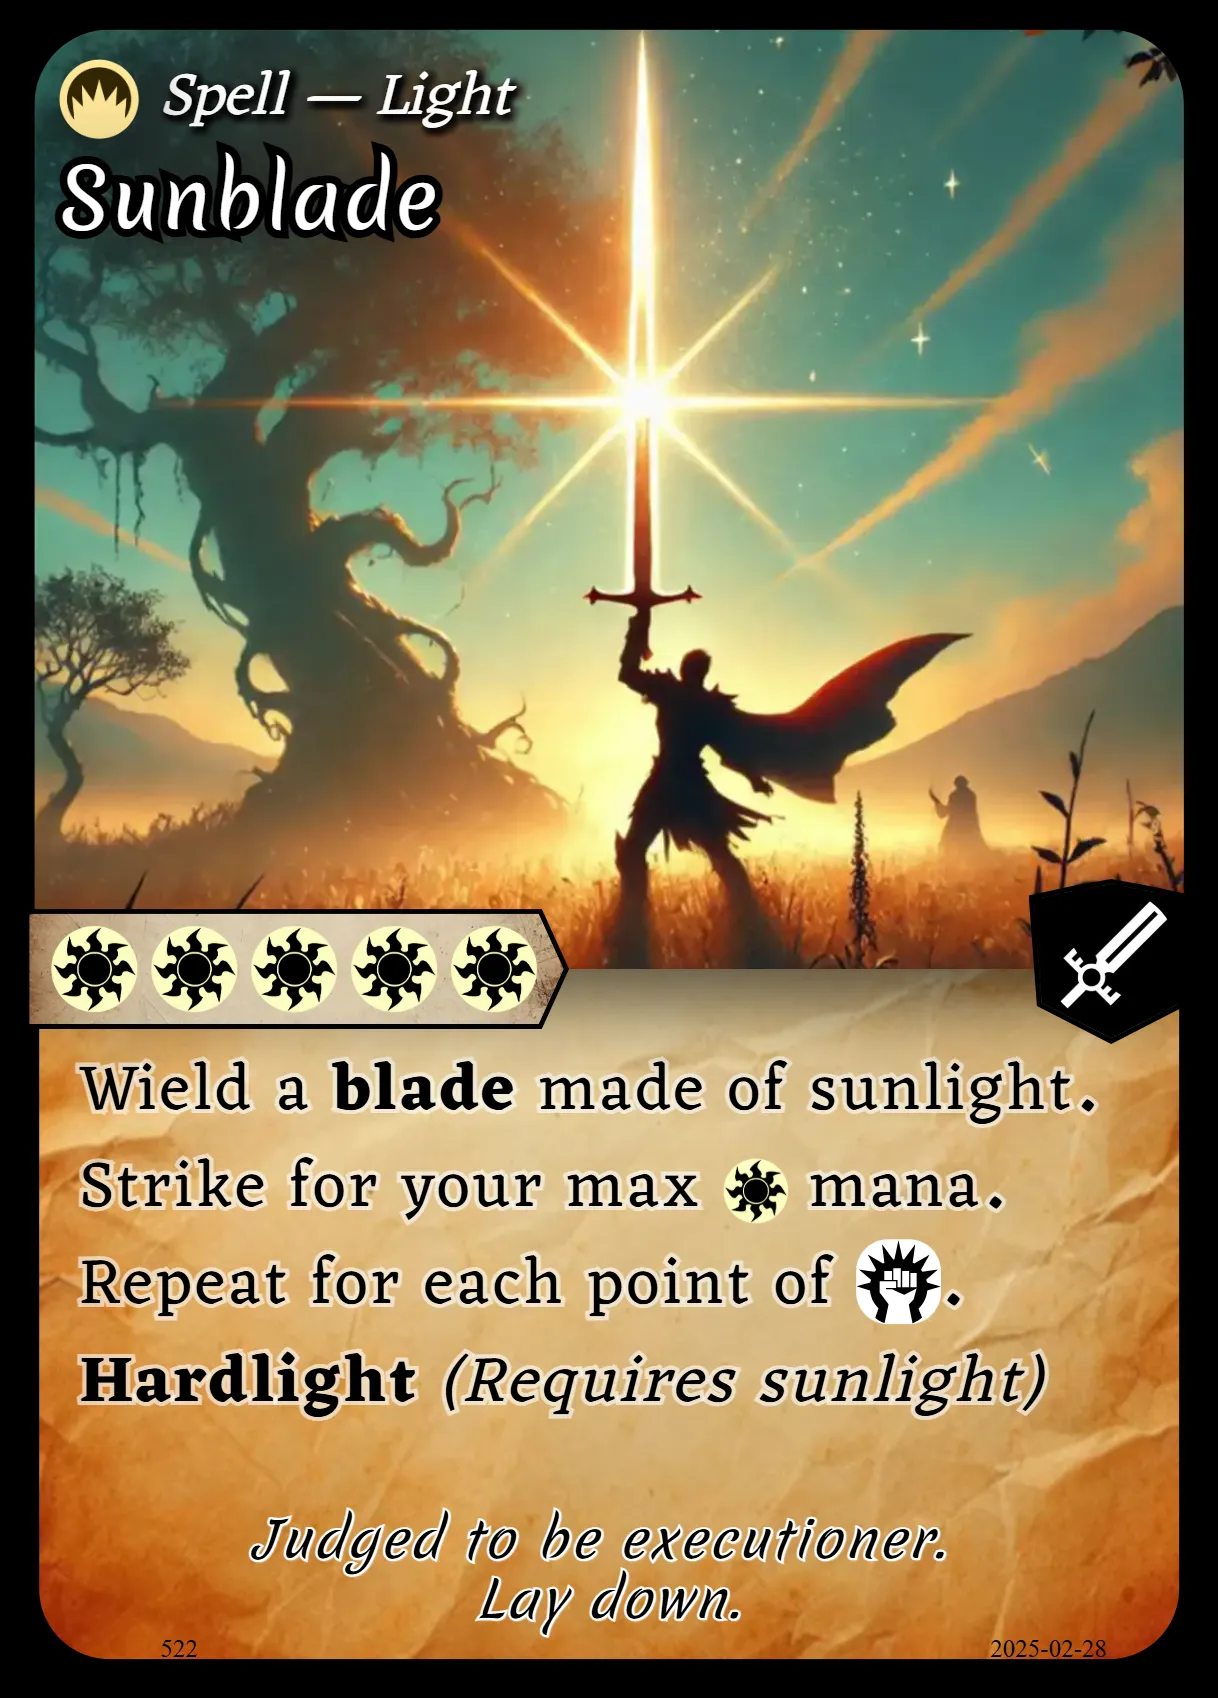 Spell — Light
Sunblade
Wield a blade made of sunlight.
Strike for your max mana.
Repeat for each point of .
Hardlight (Requires sunlight)
Judged to be executioner.
Lay down.
522 2025-02-28